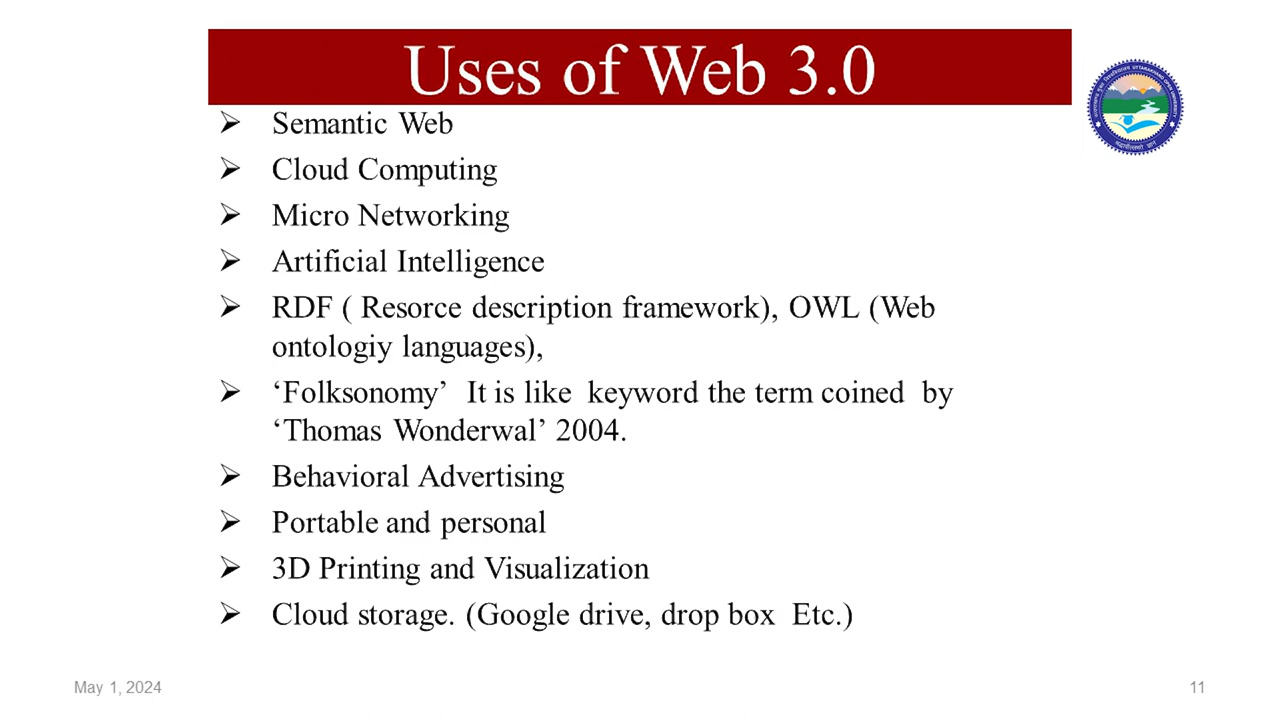 Uses of Web 3.0
➢ Semantic Web
➢ Cloud Computing
➢ Micro Networking
➢ Artificial Intelligence
➢ RDF ( Resorce description framework), OWL (Web
ontologiy languages),
➢ ‘Folksonomy’ It is like keyword the term coined by
‘Thomas Wonderwal’ 2004.
➢ Behavioral Advertising
➢ Portable and personal
➢ 3D Printing and Visualization
➢ Cloud storage. (Google drive, drop box Etc.)
May 1, 2024
11